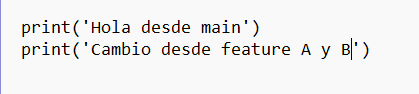 print('Hola desde main')
print('Cambio desde feature A y B')